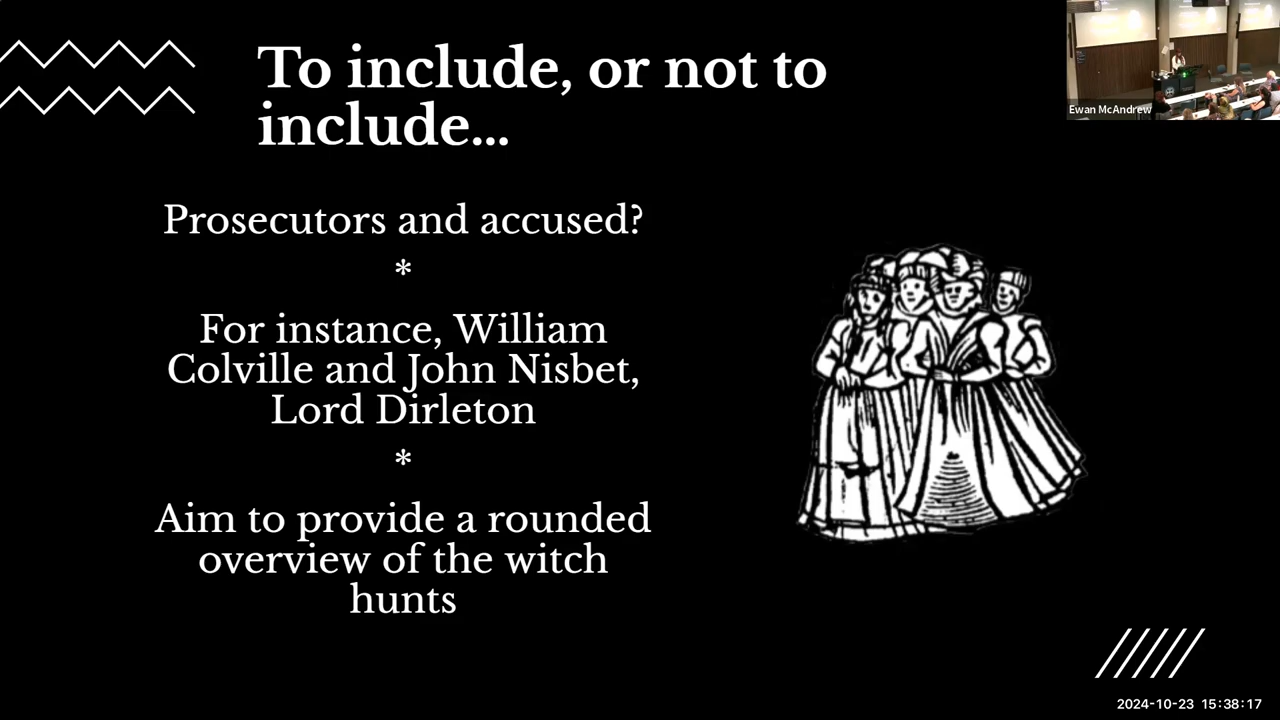 To include, or not to
include...
Prosecutors and accused?
*
For instance, William
Colville and John Nisbet,
Lord Dirleton
*
Aim to provide a rounded
overview of the witch
hunts
Ewan McAndrew
2024-10-23 15:38:17